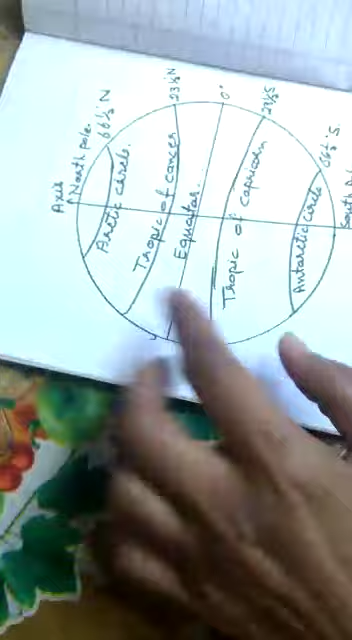 Axis
North pole.
66½ N
Arctic circle.
23½ N
Tropic of cancer
0°
Equator...
23½ S
Tropic of capricorn
66½ S.
Antarctic circle
South